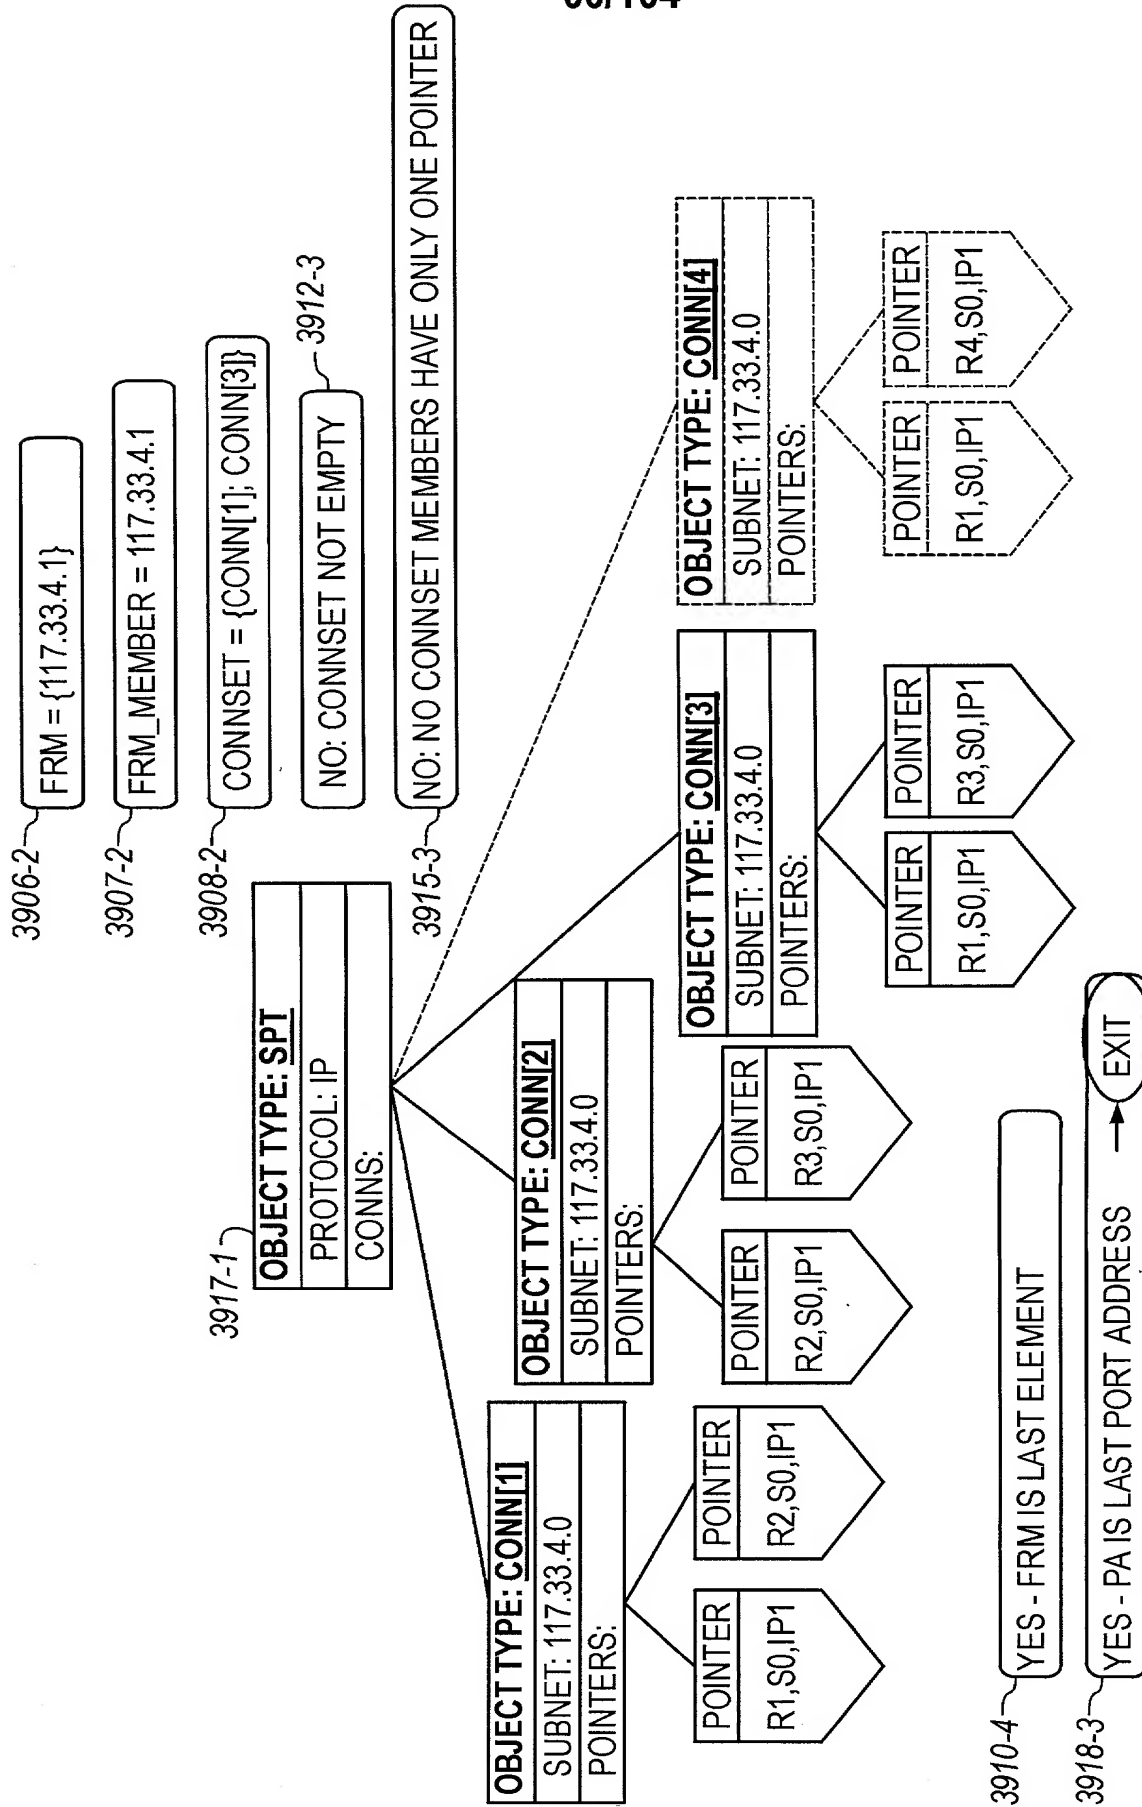 3906-2
FRM = {117.33.4.1}
3907-2
FRM_MEMBER = 117.33.4.1
3908-2
CONNSET = {CONN[1]; CONN[3]}
NO: CONNSET NOT EMPTY
3912-3
3915-3
NO: NO CONNSET MEMBERS HAVE ONLY ONE POINTER
3917-1
OBJECT TYPE: SPT
PROTOCOL: IP
CONNS:
OBJECT TYPE: CONN[1]
SUBNET: 117.33.4.0
POINTERS:
POINTER
R1,S0,IP1
POINTER
R2,S0,IP1
OBJECT TYPE: CONN[2]
SUBNET: 117.33.4.0
POINTERS:
POINTER
R2,S0,IP1
POINTER
R3,S0,IP1
OBJECT TYPE: CONN[3]
SUBNET: 117.33.4.0
POINTERS:
POINTER
R1,S0,IP1
POINTER
R3,S0,IP1
OBJECT TYPE: CONN[4]
SUBNET: 117.33.4.0
POINTERS:
POINTER
R1,S0,IP1
POINTER
R4,S0,IP1
3910-4
YES - FRM IS LAST ELEMENT
3918-3
YES - PA IS LAST PORT ADDRESS
EXIT